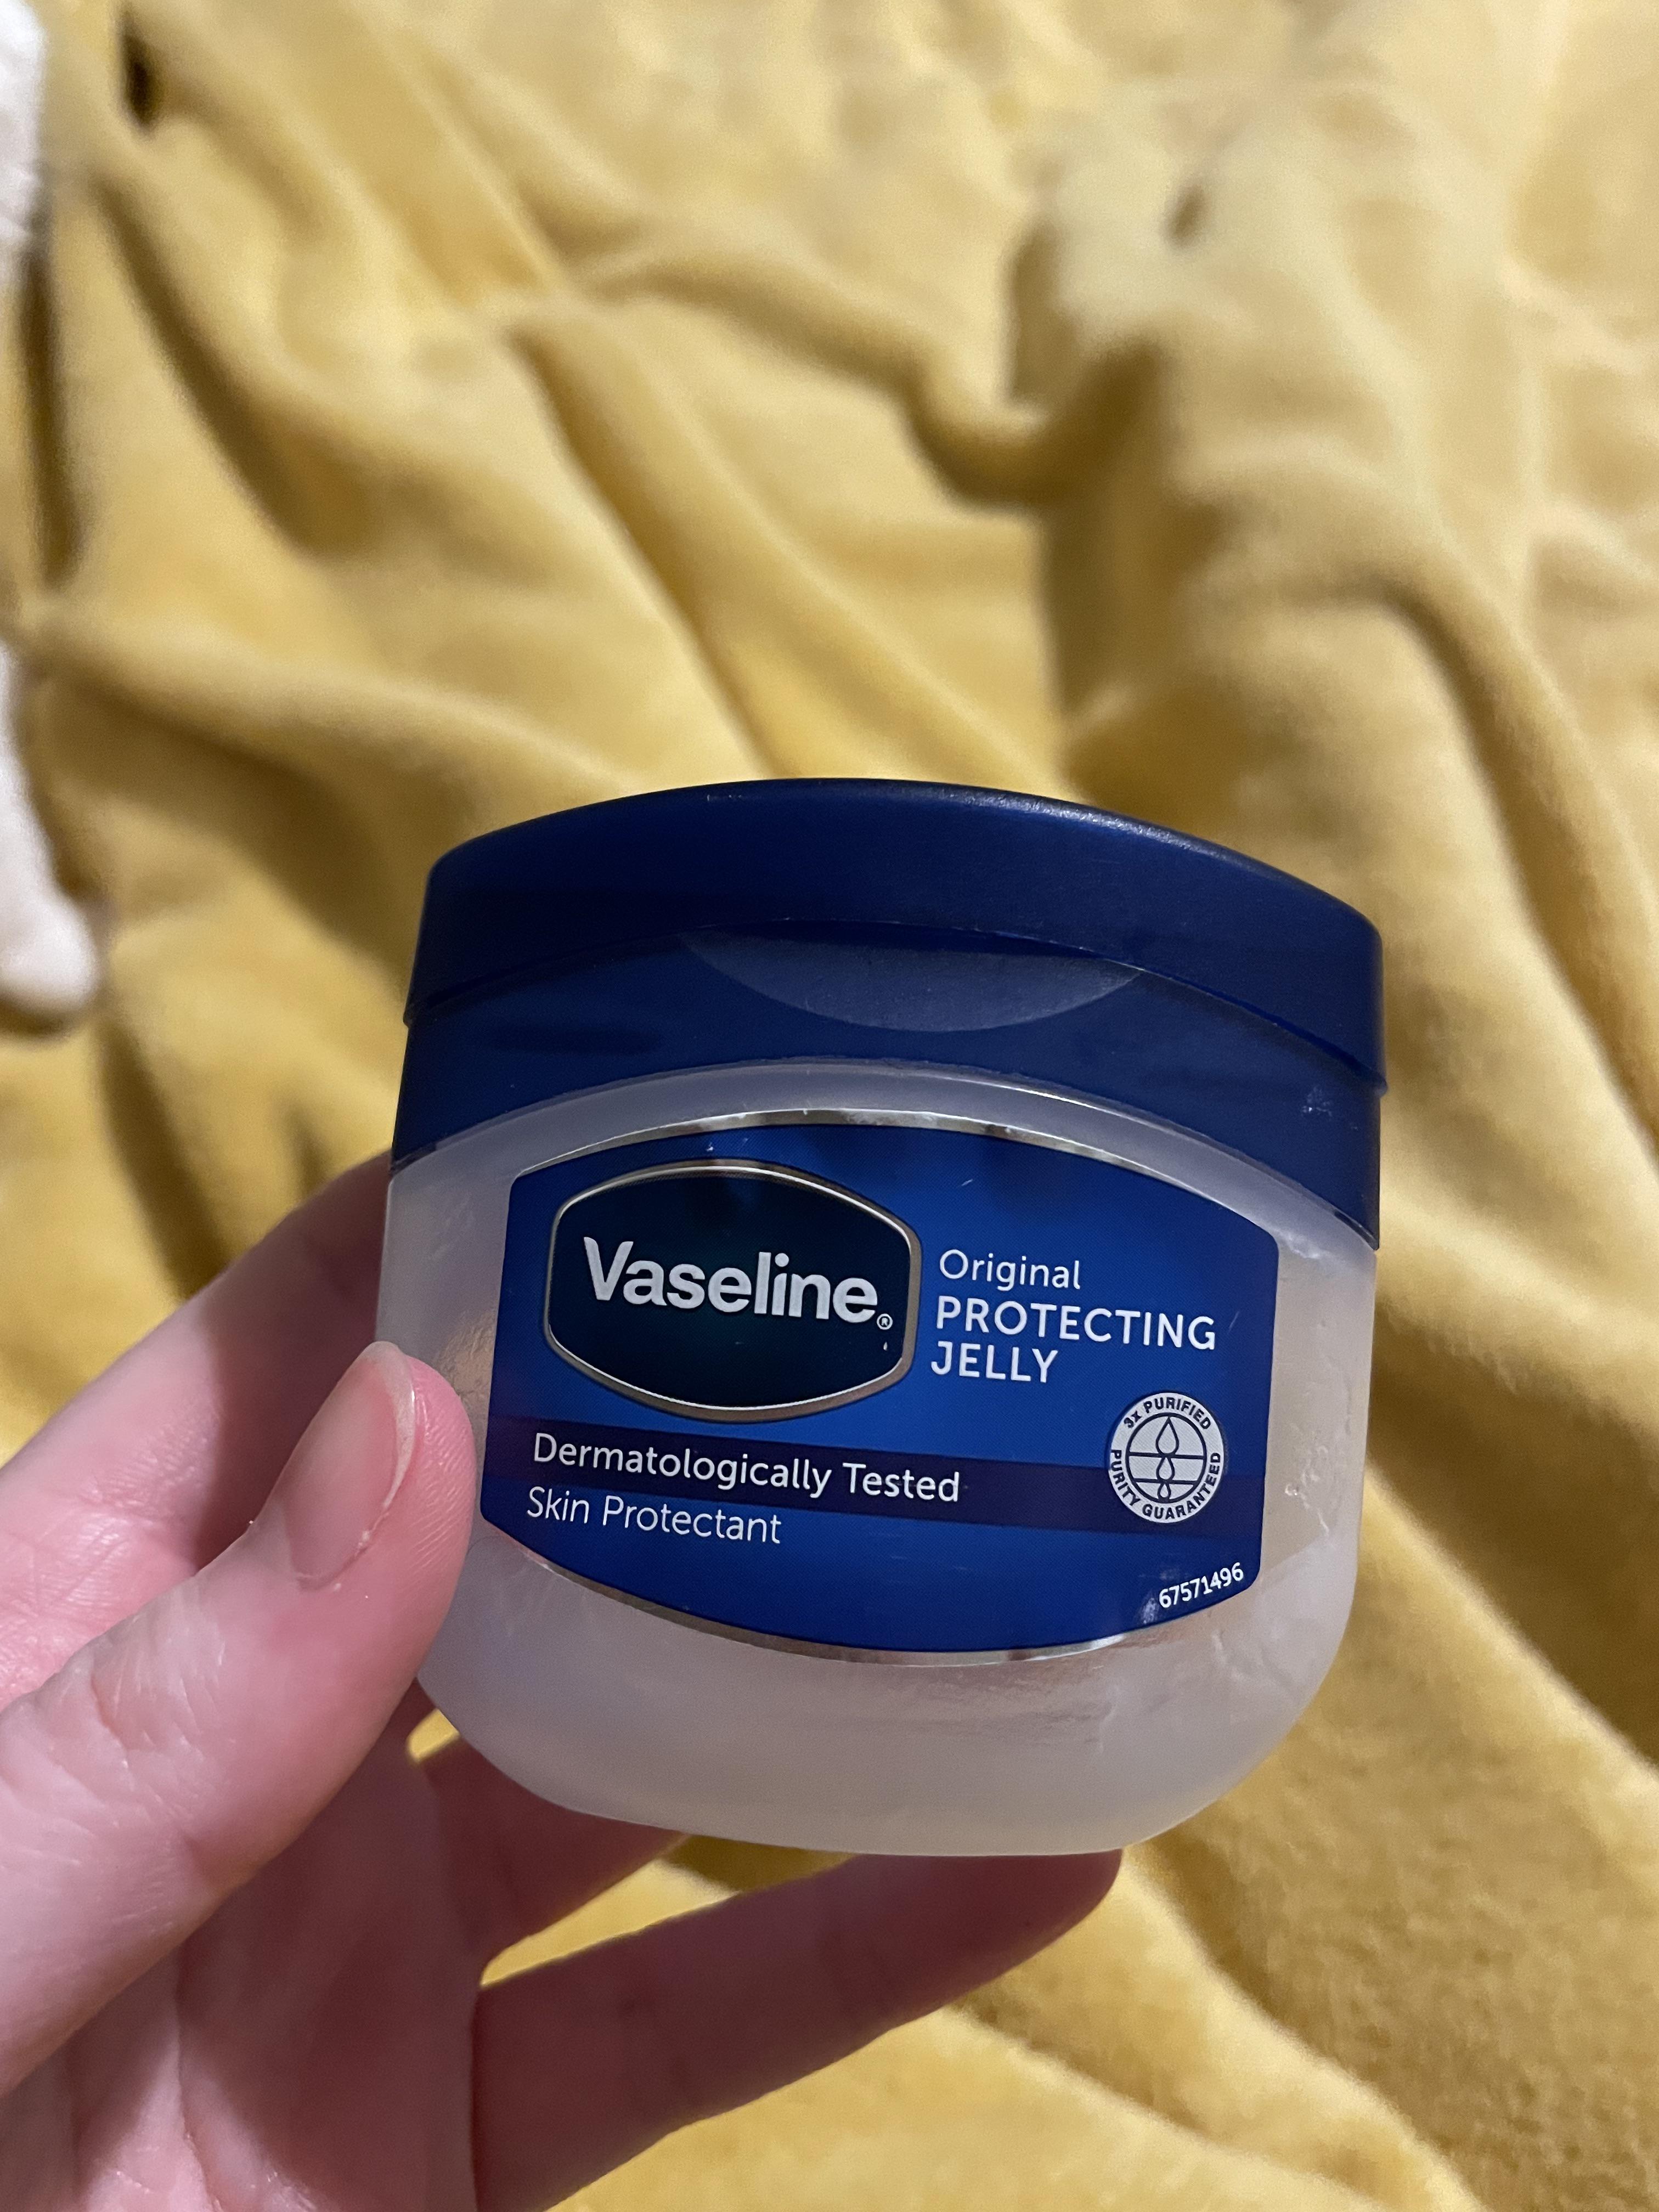 Vaseline®
Original
PROTECTING
JELLY
Dermatologically Tested
Skin Protectant
3x PURIFIED
PURITY GUARANTEED
67571496